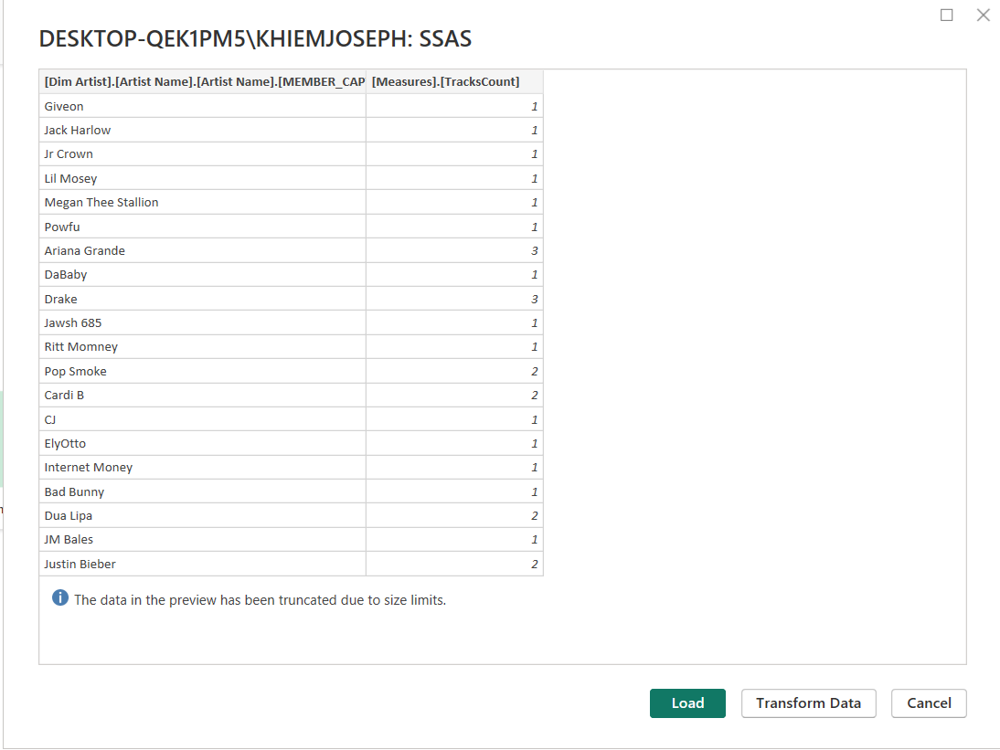 DESKTOP-QEK1PM5\KHIEMJOSEPH: SSAS
[Dim Artist].[Artist Name].[Artist Name].[MEMBER_CAP [Measures].[TracksCount]
Giveon 1
Jack Harlow 1
Jr Crown 1
Lil Mosey 1
Megan Thee Stallion 1
Powfu 1
Ariana Grande 3
DaBaby 1
Drake 3
Jawsh 685 1
Ritt Momney 1
Pop Smoke 2
Cardi B 2
CJ 1
ElyOtto 1
Internet Money 1
Bad Bunny 1
Dua Lipa 2
JM Bales 1
Justin Bieber 2
The data in the preview has been truncated due to size limits.
Load Transform Data Cancel